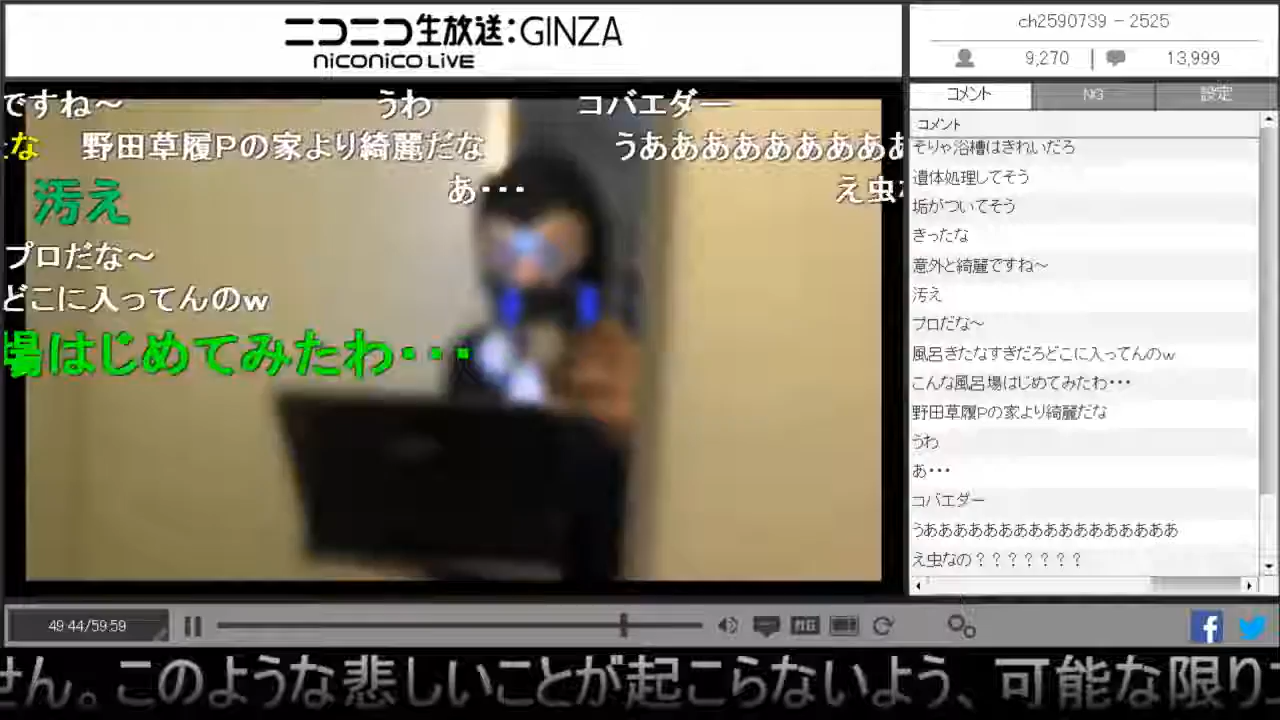 ニコニコ生放送:GINZA
niconico LIVE
ch2590739 - 2525
9,270 | 13,999
コメント NG 設定
コメント
ですね～ うわ コバエダー
な 野田草履Pの家より綺麗だな うあああああああああ
汚え あ・・・ え虫な
プロだな～
どこに入ってんのw
場はじめてみたわ・・・
そりゃ浴槽はきれいだろ
遺体処理してそう
垢がついてそう
きったな
意外と綺麗ですね～
汚え
プロだな～
風呂きたなすぎだろどこに入ってんのw
こんな風呂場はじめてみたわ・・・
野田草履Pの家より綺麗だな
うわ
あ・・・
コバエダー
うあああああああああああああああああ
え虫なの？？？？？？？
49:44/59:59
NG
せん。このような悲しいことが起こらないよう、可能な限り